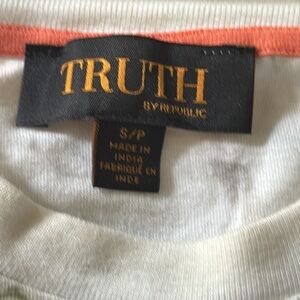 TRUTH
BY REPUBLIC
S/P
MADE IN
INDIA
FABRIQUÉ EN
INDE